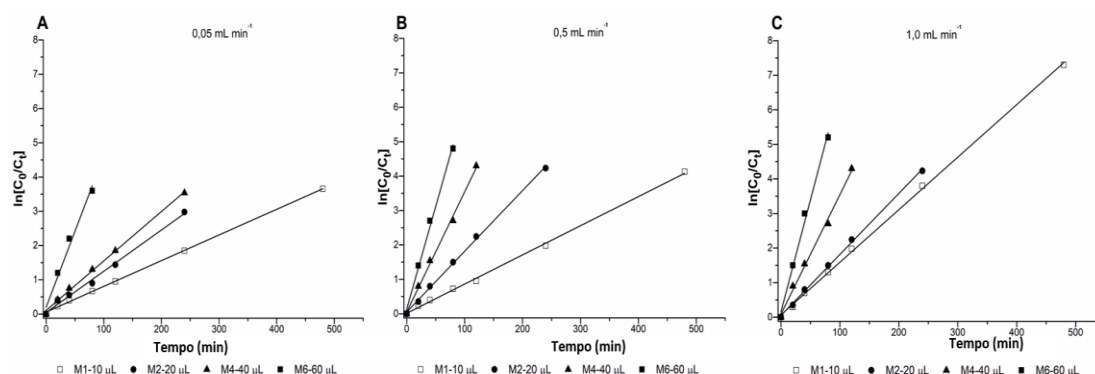 A
0,05 mL min⁻¹
ln[C₀/Cₜ]
8
7
6
5
4
3
2
1
0
0 100 200 300 400 500
Tempo (min)
□ M1-10 µL ● M2-20 µL ▲ M4-40 µL ■ M6-60 µL
B
0,5 mL min⁻¹
ln[C₀/Cₜ]
8
7
6
5
4
3
2
1
0
0 100 200 300 400 500
Tempo (min)
□ M1-10 µL ● M2-20 µL ▲ M4-40 µL ■ M6-60 µL
C
1,0 mL min⁻¹
ln[C₀/Cₜ]
8
7
6
5
4
3
2
1
0
0 100 200 300 400 500
Tempo (min)
□ M1-10 µL ● M2-20 µL ▲ M4-40 µL ■ M6-60 µL